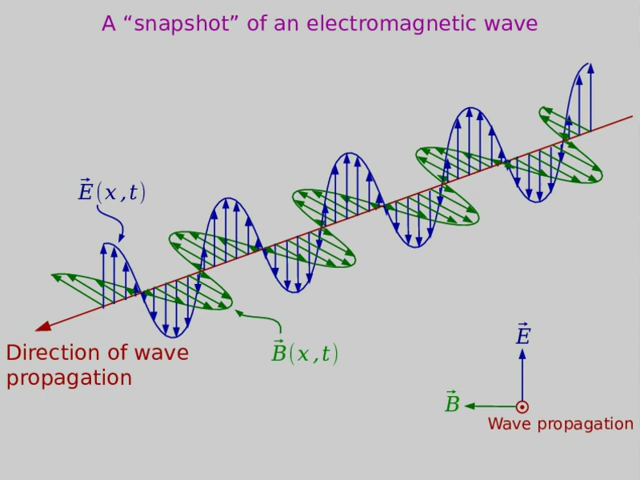 A “snapshot” of an electromagnetic wave
E⃗(x,t)
Direction of wave
propagation
B⃗(x,t)
E⃗
B⃗
Wave propagation